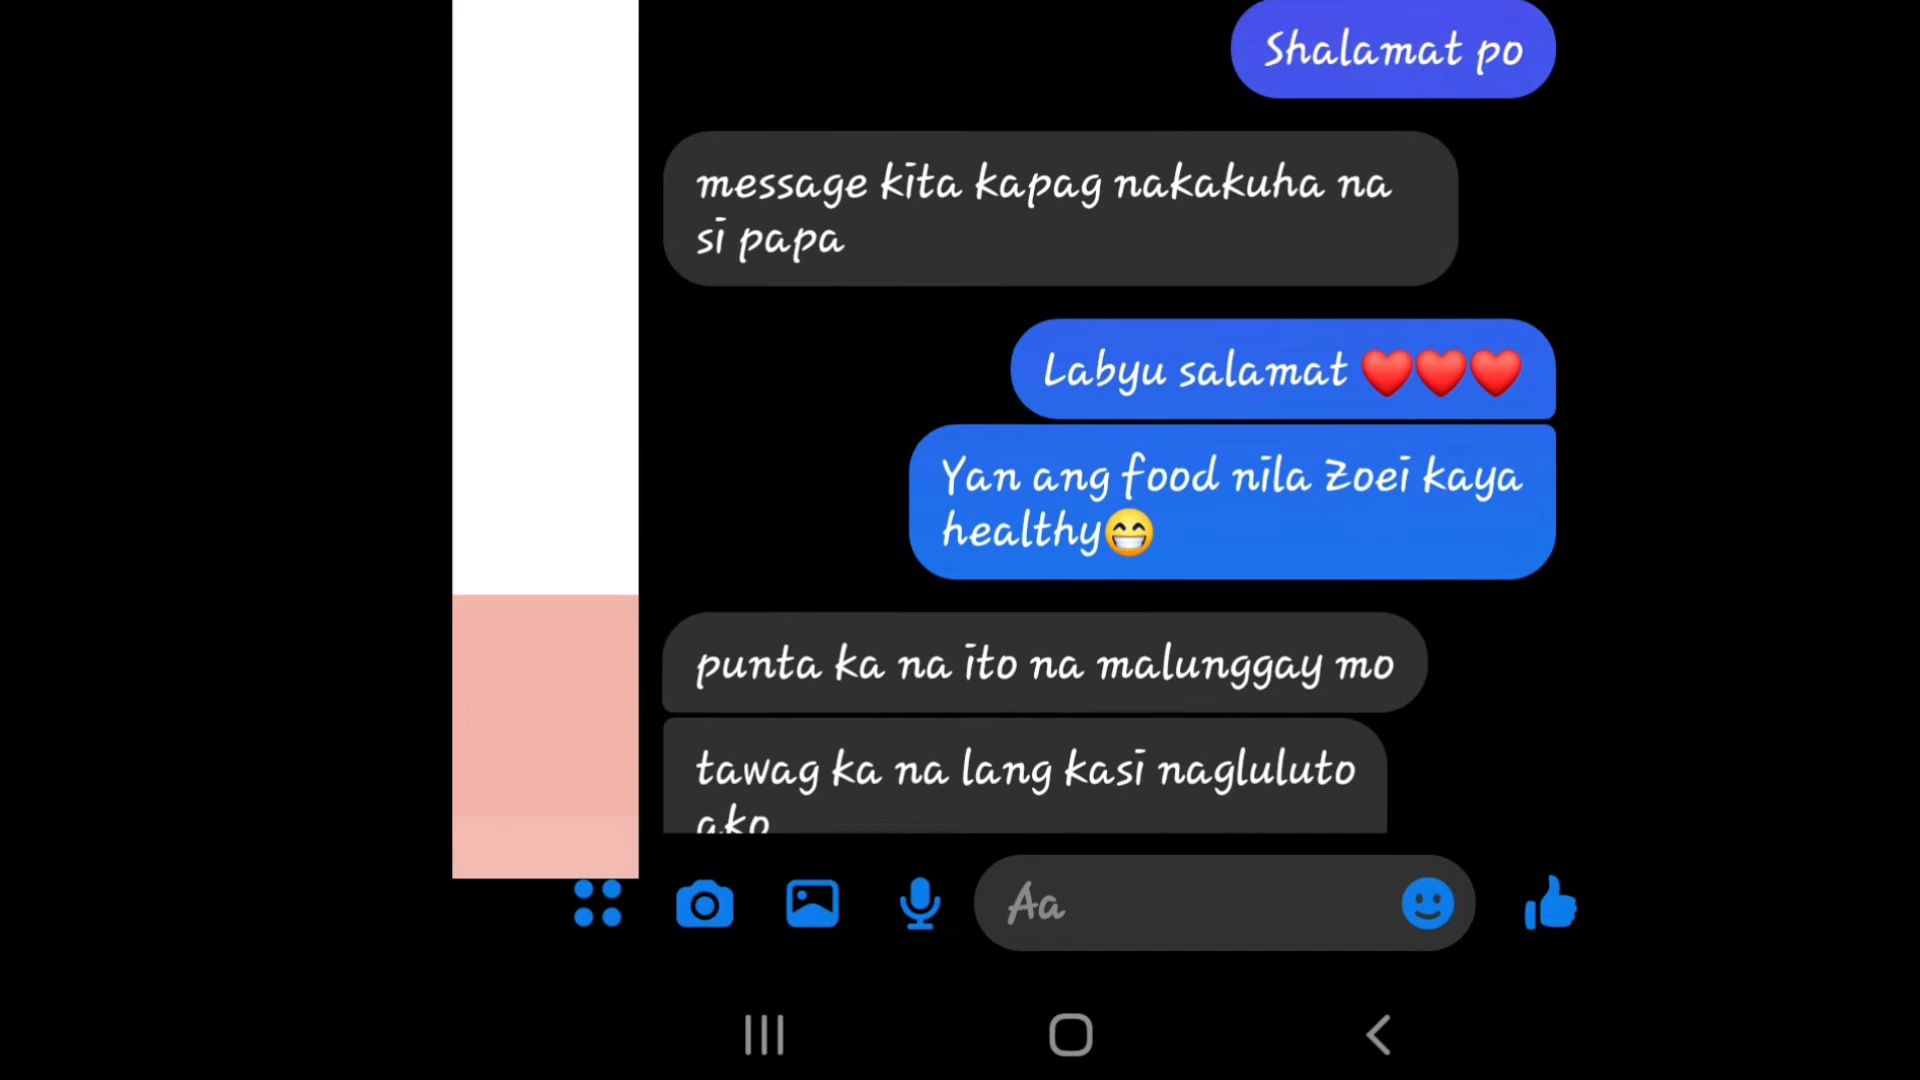 Shalamat po
message kita kapag nakakuha na
si papa
Labyu salamat ❤️❤️❤️
Yan ang food nila Zoei kaya
healthy😁
punta ka na ito na malunggay mo
tawag ka na lang kasi nagluluto
ako
Aa